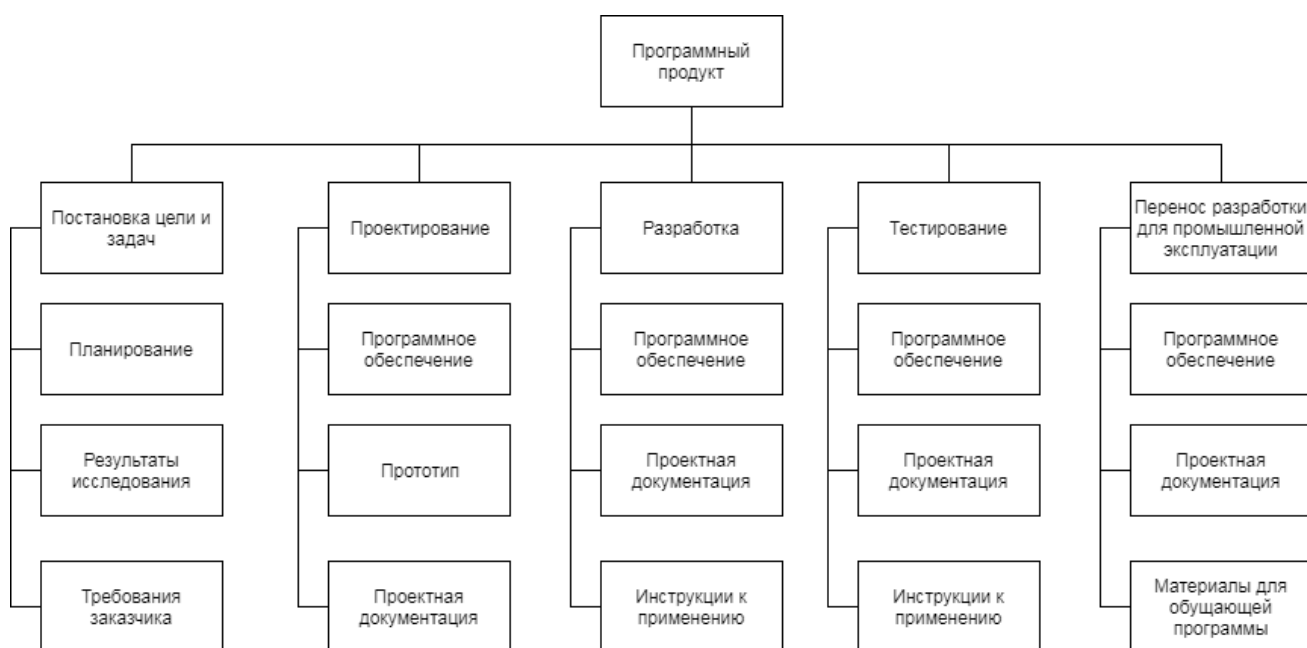 Программный
продукт
Постановка цели и
задач
Проектирование
Разработка
Тестирование
Перенос разработки
для промышленной
эксплуатации
Планирование
Программное
обеспечение
Программное
обеспечение
Программное
обеспечение
Программное
обеспечение
Результаты
исследования
Прототип
Проектная
документация
Проектная
документация
Проектная
документация
Требования
заказчика
Проектная
документация
Инструкции к
применению
Инструкции к
применению
Материалы для
обущающей
программы